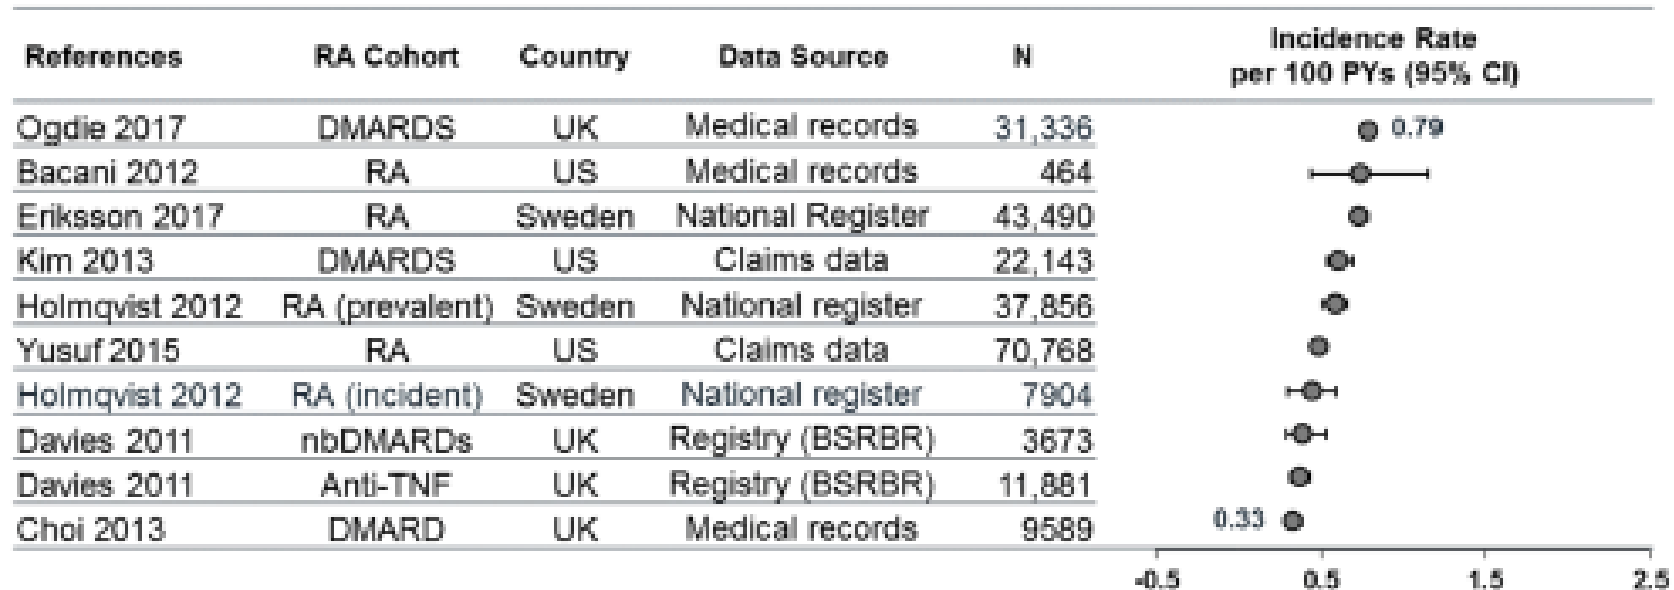 References RA Cohort Country Data Source N Incidence Rate per 100 PYs (95% CI)
Ogdie 2017 DMARDS UK Medical records 31,336 0.79
Bacani 2012 RA US Medical records 464
Eriksson 2017 RA Sweden National Register 43,490
Kim 2013 DMARDS US Claims data 22,143
Holmqvist 2012 RA (prevalent) Sweden National register 37,856
Yusuf 2015 RA US Claims data 70,768
Holmqvist 2012 RA (incident) Sweden National register 7904
Davies 2011 nbDMARDs UK Registry (BSRBR) 3673
Davies 2011 Anti-TNF UK Registry (BSRBR) 11,881
Choi 2013 DMARD UK Medical records 9589 0.33
-0.5 0.5 1.5 2.5